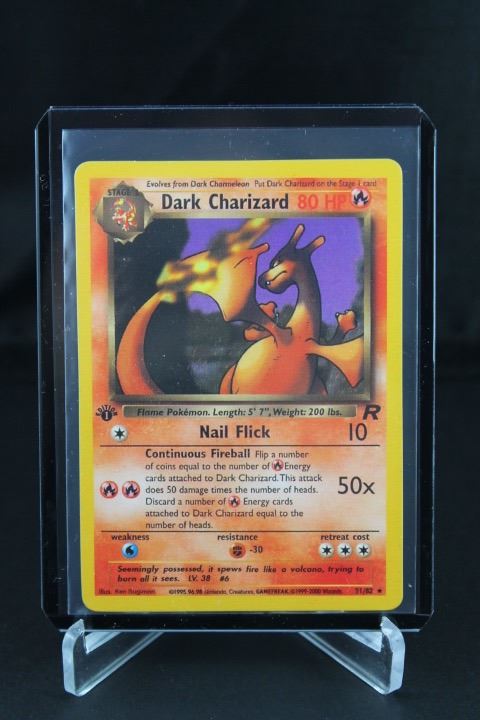 Evolves from Dark Charmeleon Put Dark Charizard on the Stage 1 card
STAGE 2
Dark Charizard 80 HP
Flame Pokémon. Length: 5' 7", Weight: 200 lbs.
EDITION
1
R
Nail Flick 10
Continuous Fireball Flip a number
of coins equal to the number of Energy
cards attached to Dark Charizard. This attack
does 50 damage times the number of heads.
Discard a number of Energy cards
attached to Dark Charizard equal to the
number of heads.
50x
weakness resistance retreat cost
-30
Seemingly possessed, it spews fire like a volcano, trying to
burn all it sees. LV. 38 #6
Illus. Ken Sugimori ©1995, 96, 98 Nintendo, Creatures, GAMEFREAK. ©1999-2000 Wizards. 21/82 ★